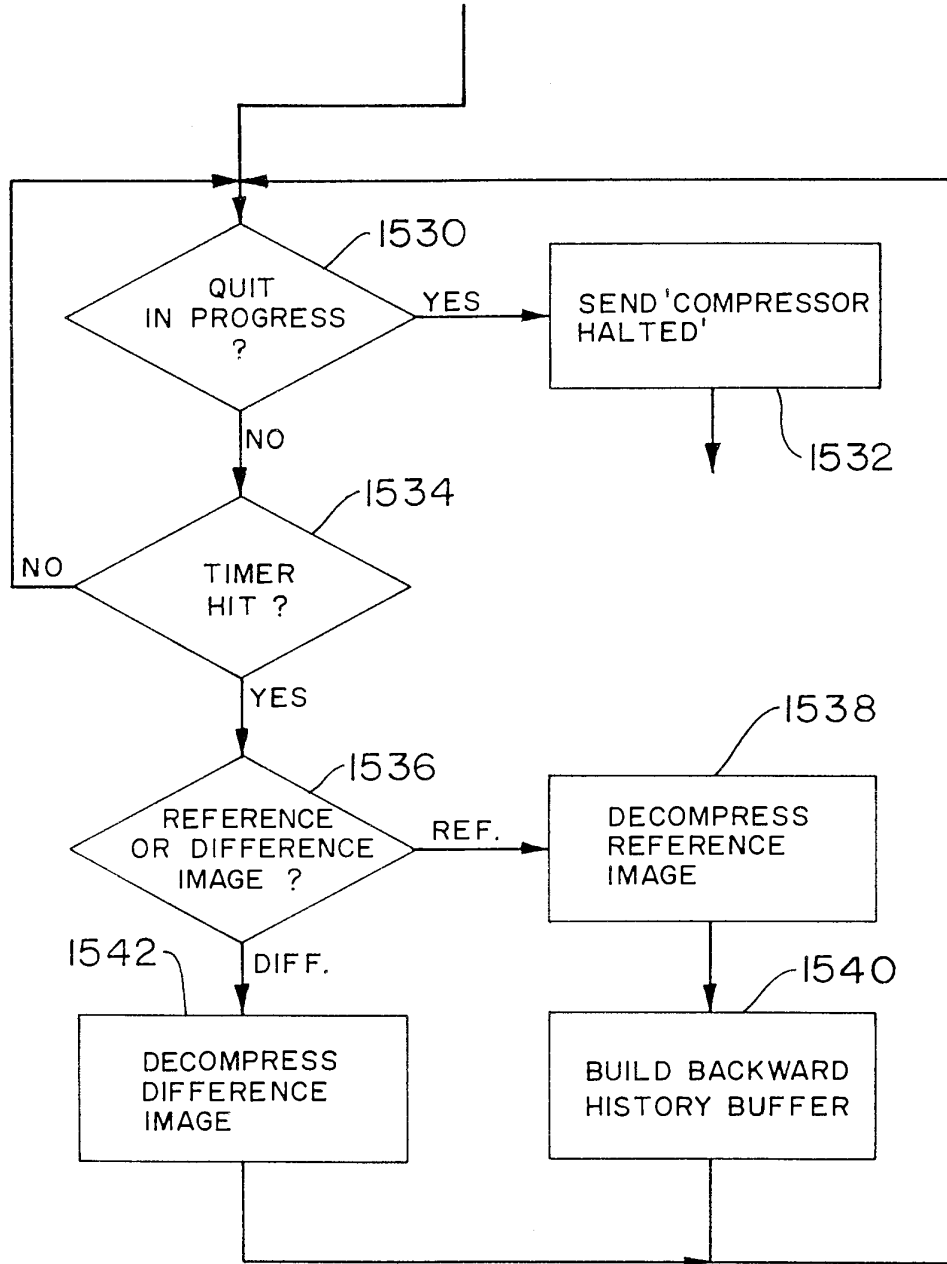 1530
QUIT
IN PROGRESS
?
YES
SEND 'COMPRESSOR
HALTED'
1532
NO
1534
TIMER
HIT ?
NO
YES
1536
REFERENCE
OR DIFFERENCE
IMAGE ?
REF.
1538
DECOMPRESS
REFERENCE
IMAGE
DIFF.
1542
DECOMPRESS
DIFFERENCE
IMAGE
1540
BUILD BACKWARD
HISTORY BUFFER